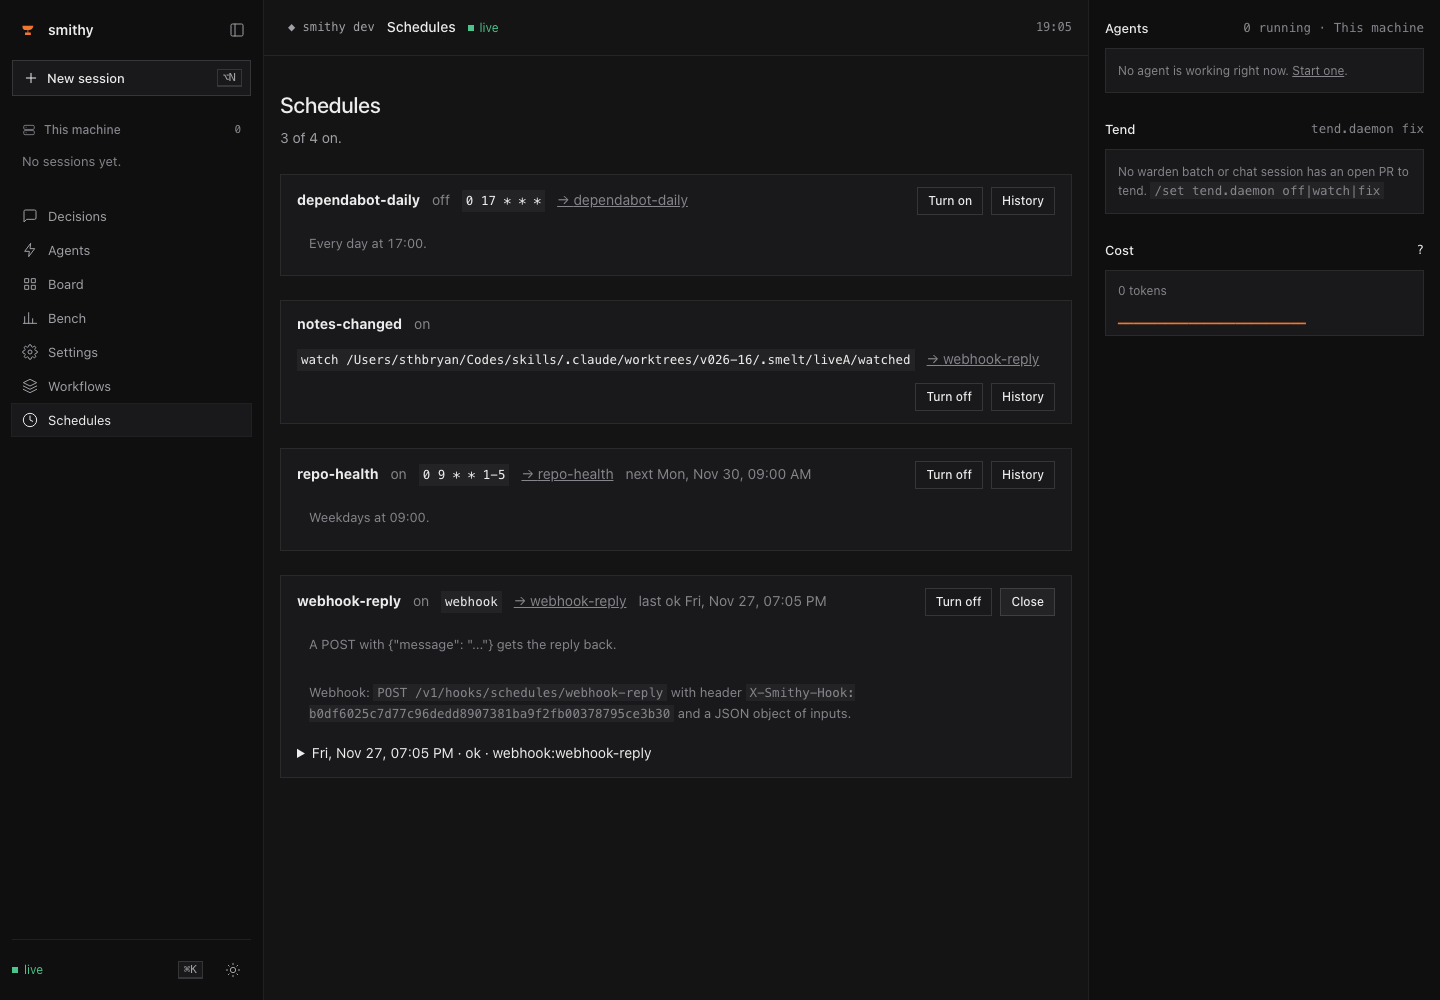 smithy
New session ⌥N
This machine 0
No sessions yet.
Decisions
Agents
Board
Bench
Settings
Workflows
Schedules
live ⌘K
◆ smithy dev Schedules live 19:05
Schedules
3 of 4 on.
dependabot-daily off 0 17 * * * → dependabot-daily Turn on History
Every day at 17:00.
notes-changed on
watch /Users/sthbryan/Codes/skills/.claude/worktrees/v026-16/.smelt/liveA/watched → webhook-reply
Turn off History
repo-health on 0 9 * * 1-5 → repo-health next Mon, Nov 30, 09:00 AM Turn off History
Weekdays at 09:00.
webhook-reply on webhook → webhook-reply last ok Fri, Nov 27, 07:05 PM Turn off Close
A POST with {"message": "..."} gets the reply back.
Webhook: POST /v1/hooks/schedules/webhook-reply with header X-Smithy-Hook:
b0df6025c7d77c96dedd8907381ba9f2fb00378795ce3b30 and a JSON object of inputs.
▶ Fri, Nov 27, 07:05 PM · ok · webhook:webhook-reply
Agents 0 running · This machine
No agent is working right now. Start one.
Tend tend.daemon fix
No warden batch or chat session has an open PR to
tend. /set tend.daemon off|watch|fix
Cost ?
0 tokens